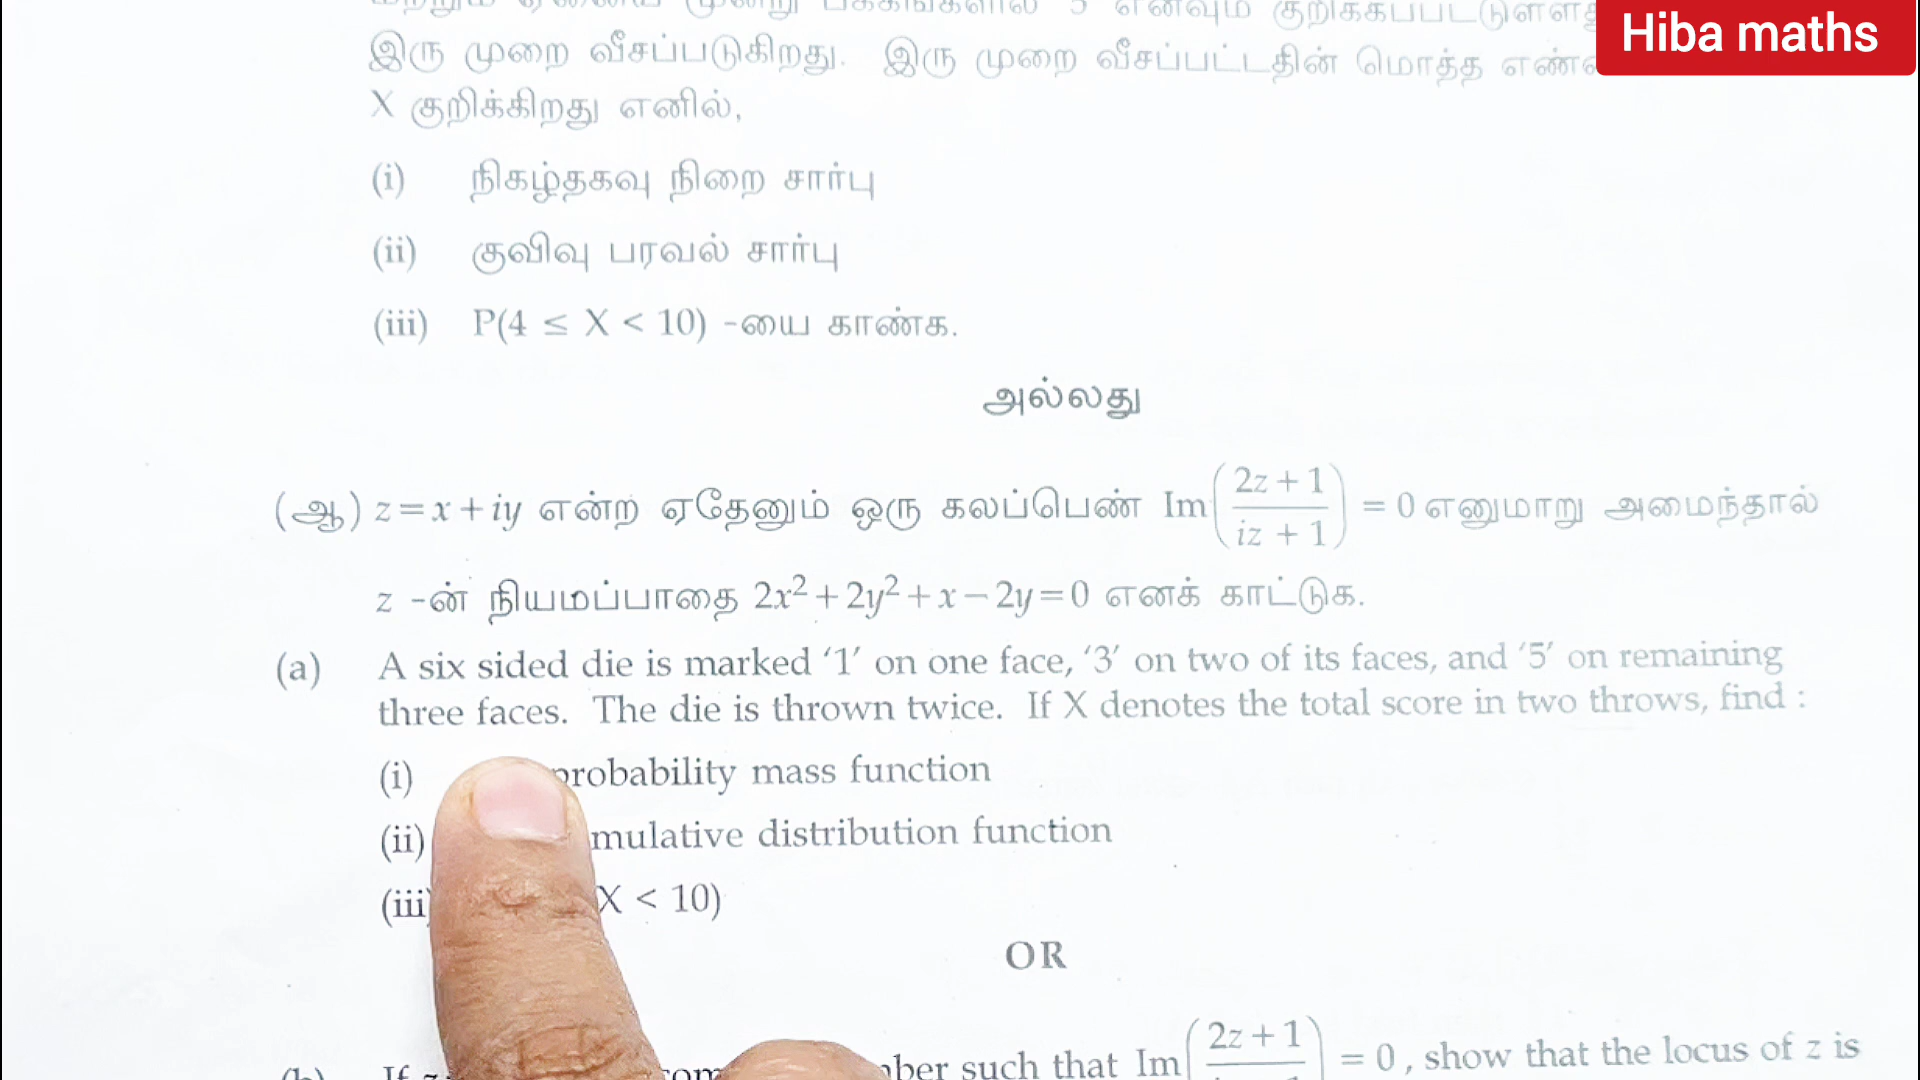 Hiba maths
இரு முறை வீசப்படுகிறது. இரு முறை வீசப்பட்டதின் மொத்த
X குறிக்கிறது எனில்,
(i) நிகழ்தகவு நிறை சார்பு
(ii) குவிவு பரவல் சார்பு
(iii) P(4 ≤ X < 10) -யை காண்க.
அல்லது
(ஆ) z = x + iy என்ற ஏதேனும் ஒரு கலப்பெண் Im((2z + 1)/(iz + 1)) = 0 எனுமாறு அமைந்தால்
z -ன் நியமப்பாதை 2x² + 2y² + x − 2y = 0 எனக் காட்டுக.
(a) A six sided die is marked ‘1’ on one face, ‘3’ on two of its faces, and ‘5’ on remaining
three faces. The die is thrown twice. If X denotes the total score in two throws, find :
(i) probability mass function
(ii) mulative distribution function
(iii) X < 10)
OR
(b) If such that Im(2z + 1) = 0 , show that the locus of z is